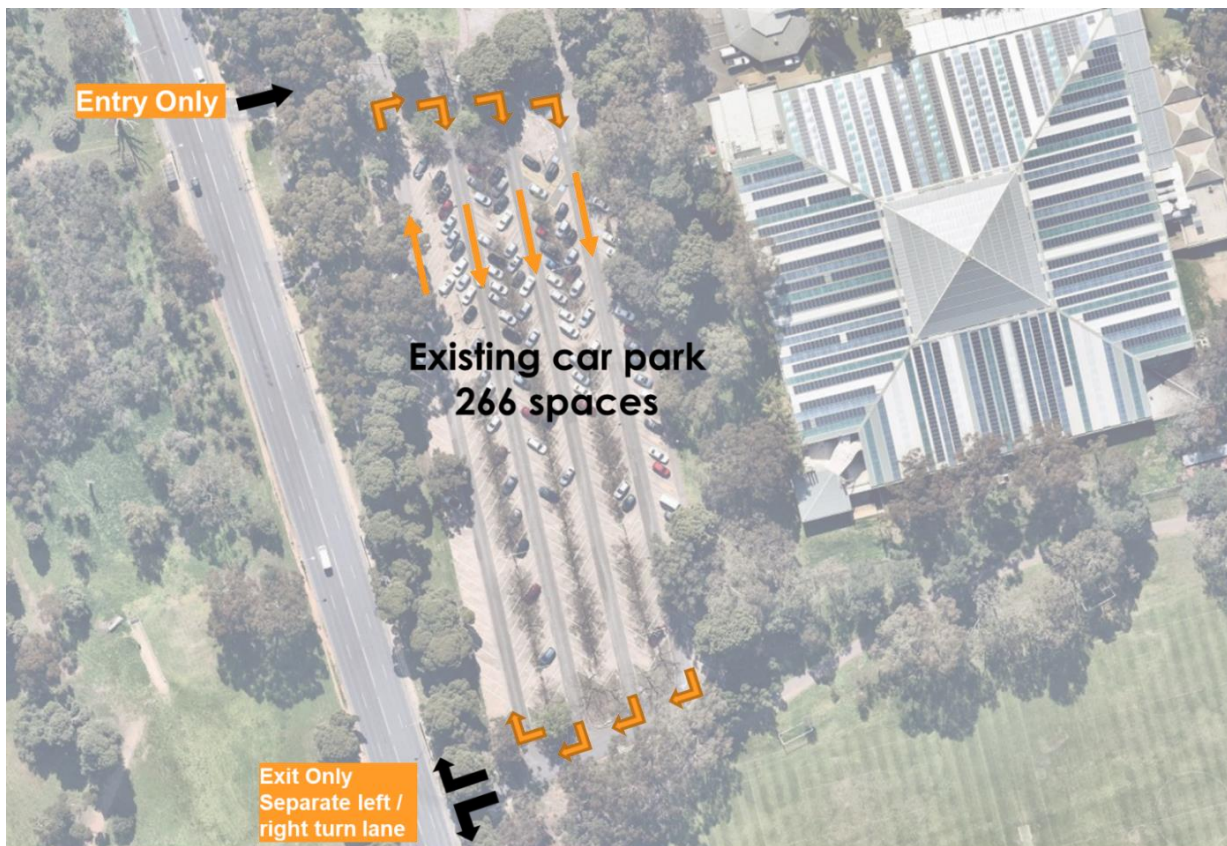 Entry Only
Existing car park
266 spaces
Exit Only
Separate left /
right turn lane